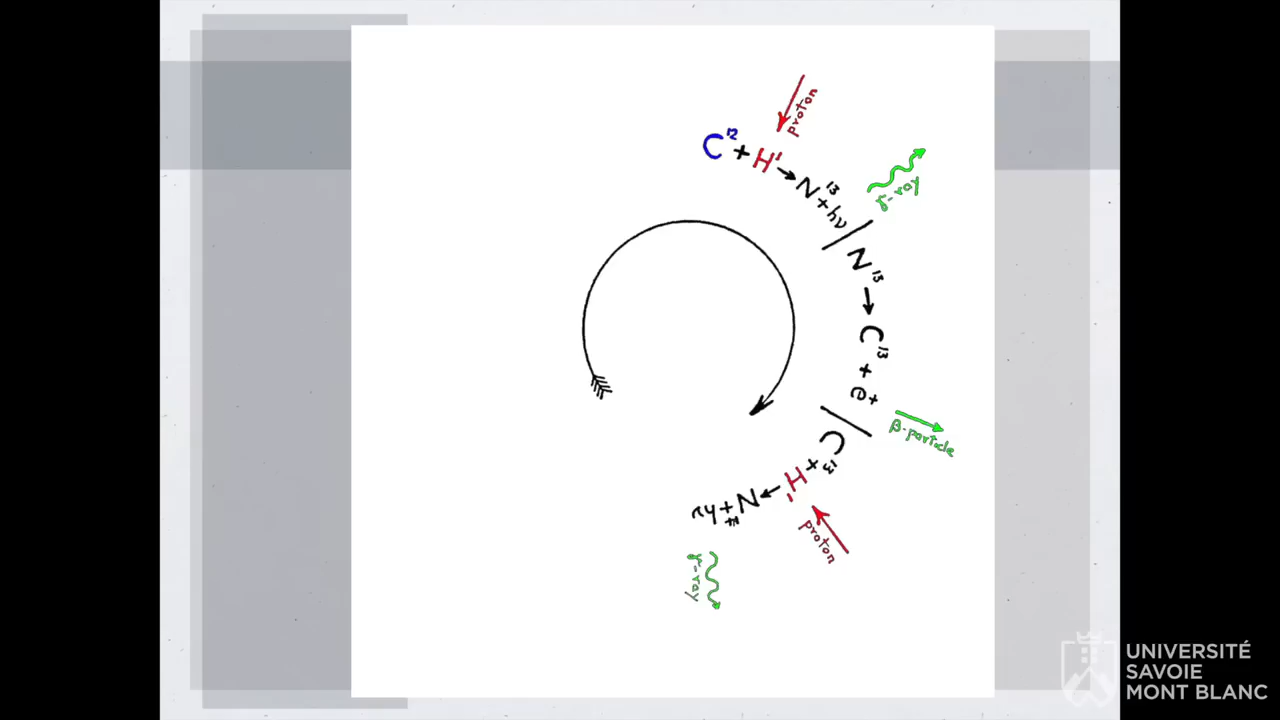 C¹² + H¹ → N¹³ + hν
proton
γ-ray
N¹³ → C¹³ + e⁺
β-particle
C¹³ + H¹ → N¹⁴ + hν
proton
γ-ray
UNIVERSITÉ
SAVOIE
MONT BLANC